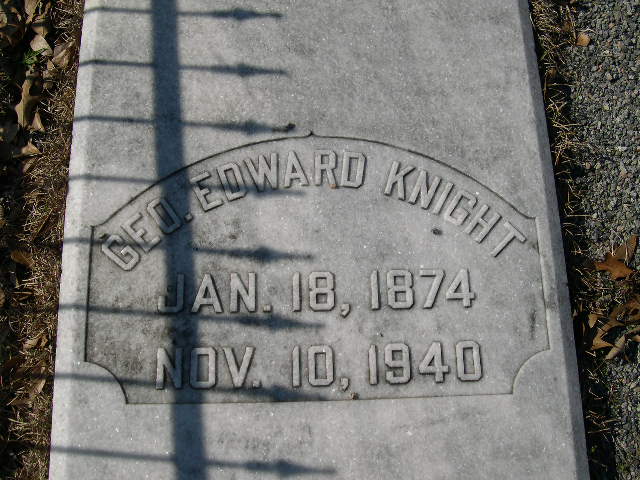 GEO. EDWARD KNIGHT
JAN. 18, 1874
NOV. 10, 1940